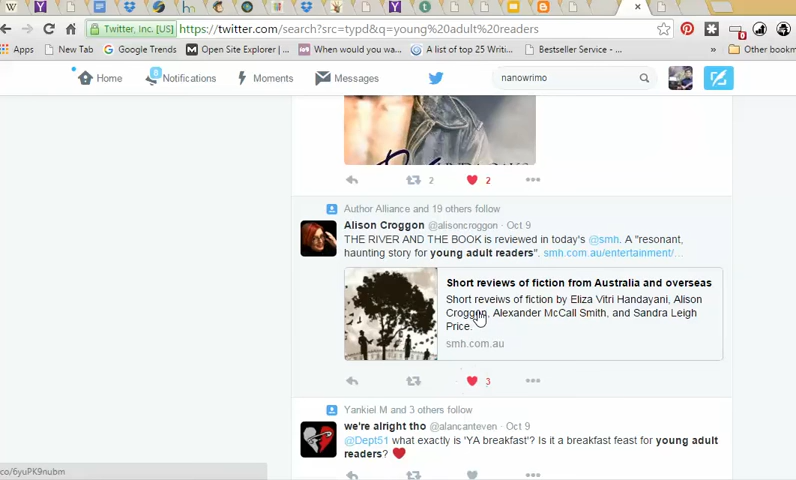 Twitter, Inc. [US]
https://twitter.com/search?src=typd&q=young%20adult%20readers
Apps
New Tab
Google Trends
Open Site Explorer |
When would you wa..
A list of top 25 Writi..
Bestseller Service - ..
»
Other bookm
Home
8
Notifications
Moments
Messages
nanowrimo
2
2
Author Alliance and 19 others follow
Alison Croggon @alisoncroggon · Oct 9
THE RIVER AND THE BOOK is reviewed in today's @smh. A "resonant,
haunting story for young adult readers". smh.com.au/entertainment/…
Short reviews of fiction from Australia and overseas
Short reveiws of fiction by Eliza Vitri Handayani, Alison
Croggon, Alexander McCall Smith, and Sandra Leigh
Price.
smh.com.au
3
Yankiel M and 3 others follow
we're alright tho @alancanteven · Oct 9
@Dept51 what exactly is 'YA breakfast'? Is it a breakfast feast for young adult
readers?
co/6yuPK9nubm